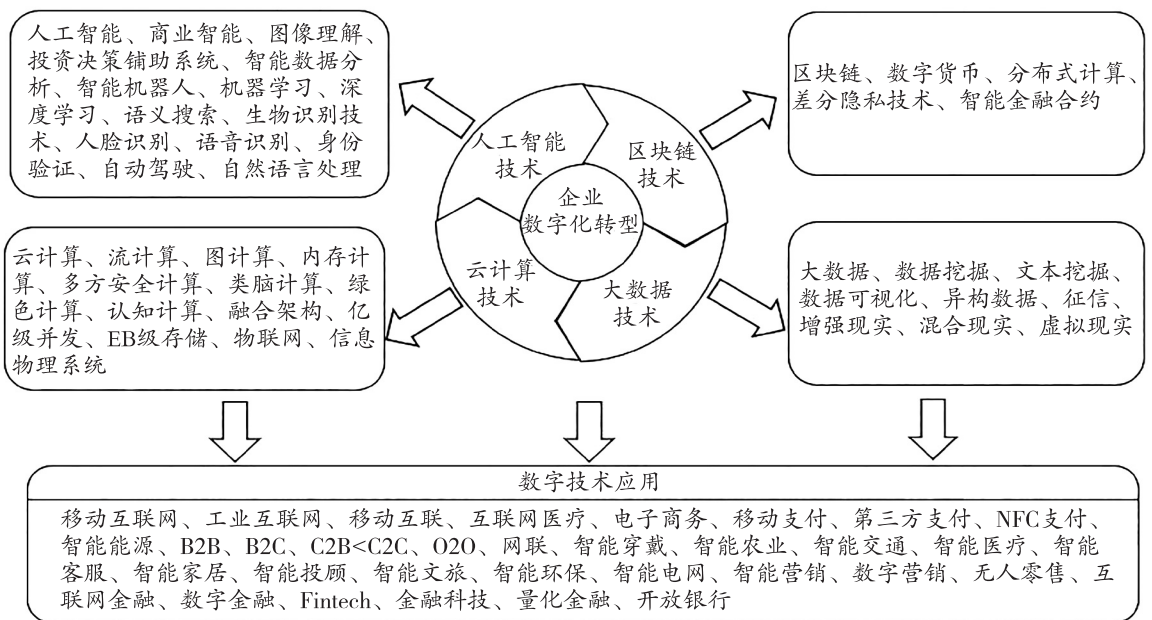 人工智能、商业智能、图像理解、
投资决策铺助系统、智能数据分
析、智能机器人、机器学习、深
度学习、语义搜索、生物识别技
术、人脸识别、语音识别、身份
验证、自动驾驶、自然语言处理
区块链、数字货币、分布式计算、
差分隐私技术、智能金融合约
人工智能
技术
区块链
技术
企业
数字化转型
云计算
技术
大数据
技术
云计算、流计算、图计算、内存计
算、多方安全计算、类脑计算、绿
色计算、认知计算、融合架构、亿
级并发、EB级存储、物联网、信息
物理系统
大数据、数据挖掘、文本挖掘、
数据可视化、异构数据、征信、
增强现实、混合现实、虚拟现实
数字技术应用
移动互联网、工业互联网、移动互联、互联网医疗、电子商务、移动支付、第三方支付、NFC支付、
智能能源、B2B、B2C、C2B<C2C、O2O、网联、智能穿戴、智能农业、智能交通、智能医疗、智能
客服、智能家居、智能投顾、智能文旅、智能环保、智能电网、智能营销、数字营销、无人零售、互
联网金融、数字金融、Fintech、金融科技、量化金融、开放银行